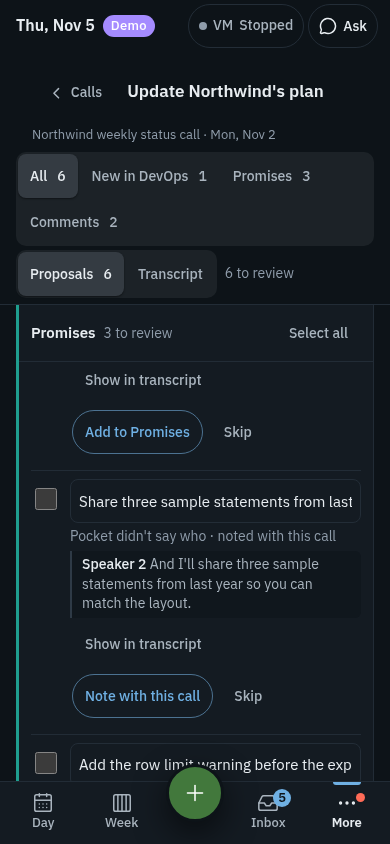 Thu, Nov 5 Demo VM Stopped Ask
Calls Update Northwind's plan
Northwind weekly status call · Mon, Nov 2
All 6 New in DevOps 1 Promises 3
Comments 2
Proposals 6 Transcript 6 to review
Promises 3 to review Select all
Show in transcript
Add to Promises Skip
Share three sample statements from last
Pocket didn't say who · noted with this call
Speaker 2 And I'll share three sample
statements from last year so you can
match the layout.
Show in transcript
Note with this call Skip
Add the row limit warning before the exp
Day Week Inbox 5 More